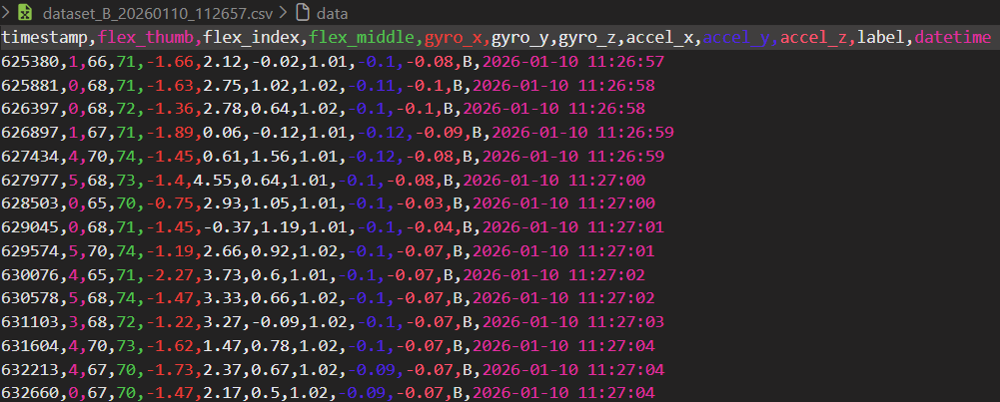 > dataset_B_20260110_112657.csv > data
timestamp,flex_thumb,flex_index,flex_middle,gyro_x,gyro_y,gyro_z,accel_x,accel_y,accel_z,label,datetime
625380,1,66,71,-1.66,2.12,-0.02,1.01,-0.1,-0.08,B,2026-01-10 11:26:57
625881,0,68,71,-1.63,2.75,1.02,1.02,-0.11,-0.1,B,2026-01-10 11:26:58
626397,0,68,72,-1.36,2.78,0.64,1.02,-0.1,-0.1,B,2026-01-10 11:26:58
626897,1,67,71,-1.89,0.06,-0.12,1.01,-0.12,-0.09,B,2026-01-10 11:26:59
627434,4,70,74,-1.45,0.61,1.56,1.01,-0.12,-0.08,B,2026-01-10 11:26:59
627977,5,68,73,-1.4,4.55,0.64,1.01,-0.1,-0.08,B,2026-01-10 11:27:00
628503,0,65,70,-0.75,2.93,1.05,1.01,-0.1,-0.03,B,2026-01-10 11:27:00
629045,0,68,71,-1.45,-0.37,1.19,1.01,-0.1,-0.04,B,2026-01-10 11:27:01
629574,5,70,74,-1.19,2.66,0.92,1.02,-0.1,-0.07,B,2026-01-10 11:27:01
630076,4,65,71,-2.27,3.73,0.6,1.01,-0.1,-0.07,B,2026-01-10 11:27:02
630578,5,68,74,-1.47,3.33,0.66,1.02,-0.1,-0.07,B,2026-01-10 11:27:02
631103,3,68,72,-1.22,3.27,-0.09,1.02,-0.1,-0.07,B,2026-01-10 11:27:03
631604,4,70,73,-1.62,1.47,0.78,1.02,-0.1,-0.07,B,2026-01-10 11:27:04
632213,4,67,70,-1.73,2.37,0.67,1.02,-0.09,-0.07,B,2026-01-10 11:27:04
632660,0,67,70,-1.47,2.17,0.5,1.02,-0.09,-0.07,B,2026-01-10 11:27:04